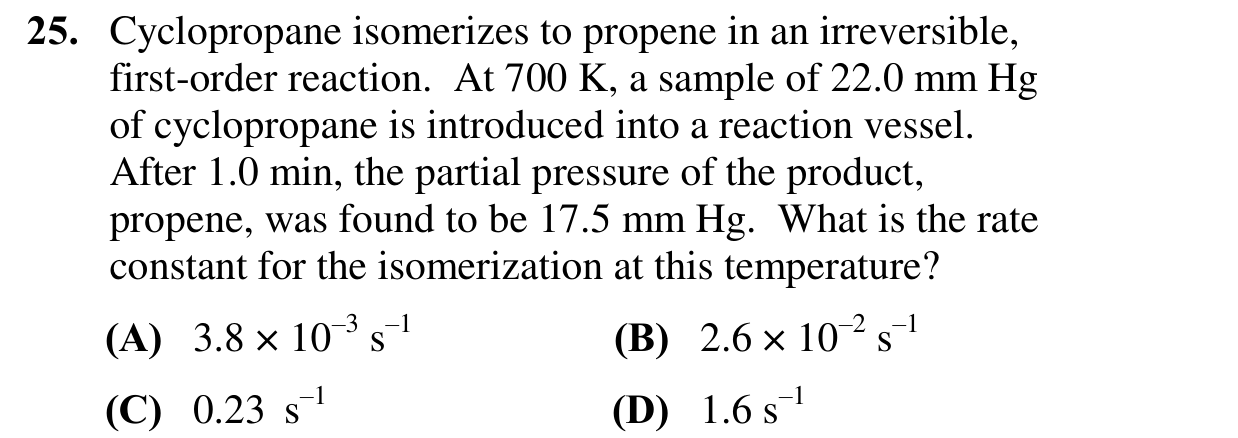 25. Cyclopropane isomerizes to propene in an irreversible,
first-order reaction. At 700 K, a sample of 22.0 mm Hg
of cyclopropane is introduced into a reaction vessel.
After 1.0 min, the partial pressure of the product,
propene, was found to be 17.5 mm Hg. What is the rate
constant for the isomerization at this temperature?
(A) 3.8 × 10⁻³ s⁻¹ (B) 2.6 × 10⁻² s⁻¹
(C) 0.23 s⁻¹ (D) 1.6 s⁻¹